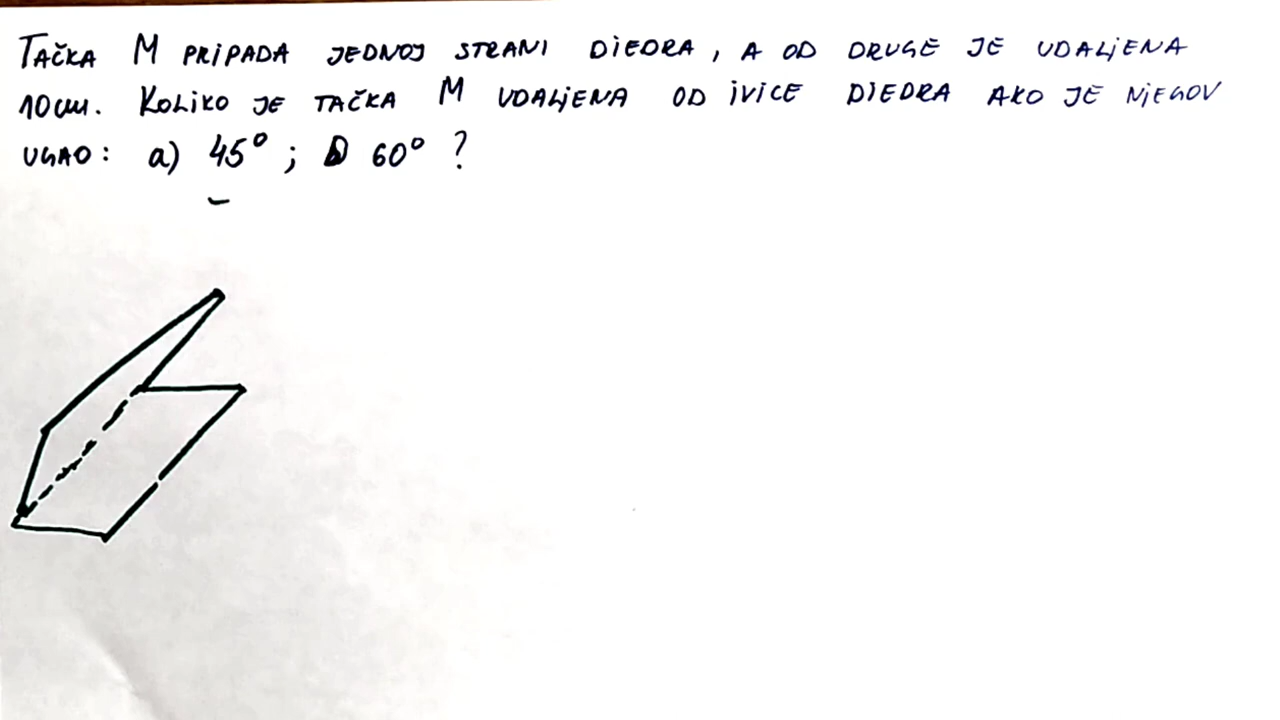 TAČKA M PRIPADA JEDNOJ STRANI DIEDRA, A OD DRUGE JE UDALJENA
10cm. KOLIKO JE TAČKA M UDALJENA OD IVICE DIEDRA AKO JE NJEGOV
UGAO: a) 45° ; b) 60° ?